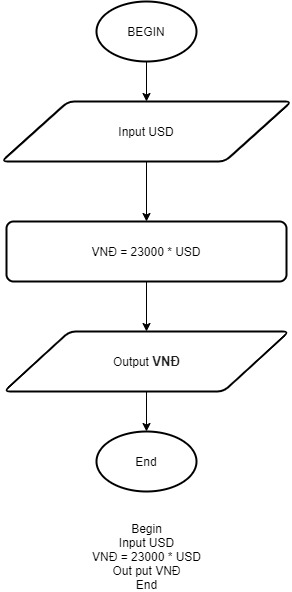 BEGIN
Input USD
VNĐ = 23000 * USD
Output VNĐ
End
Begin
Input USD
VNĐ = 23000 * USD
Out put VNĐ
End